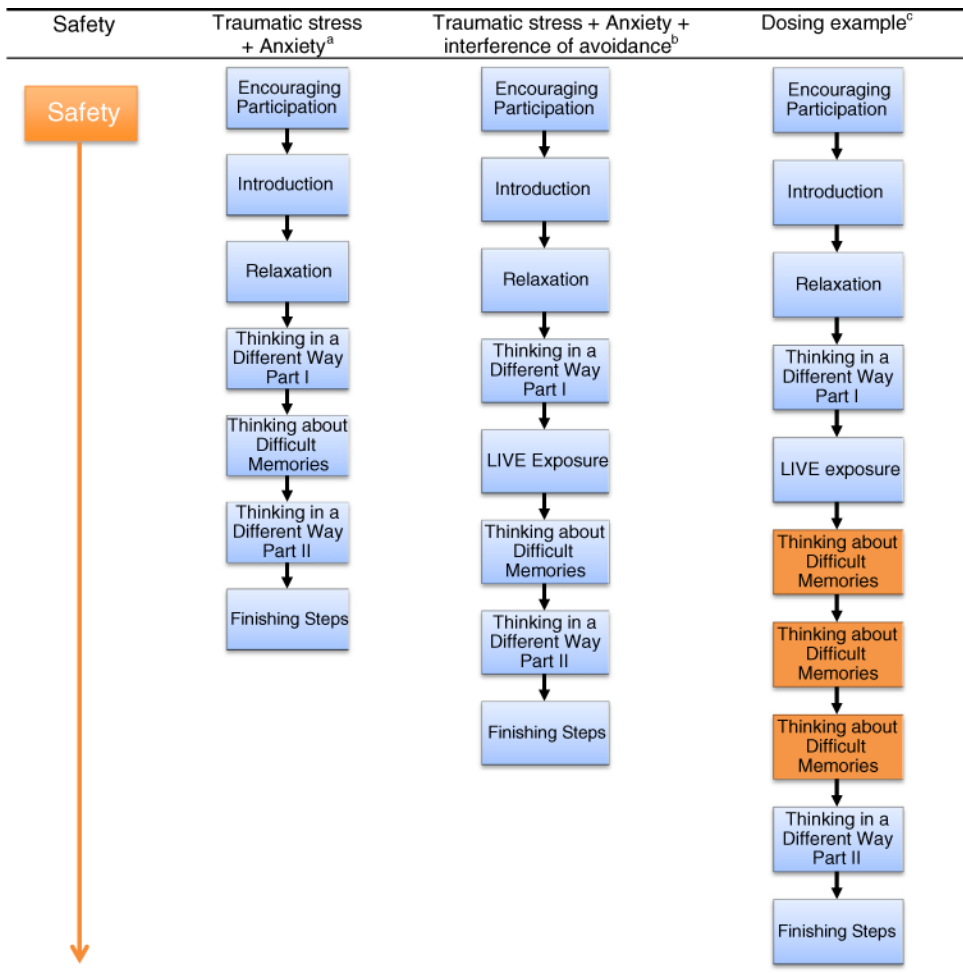 Safety
Traumatic stress
+ Anxietyᵃ
Traumatic stress + Anxiety +
interference of avoidanceᵇ
Dosing exampleᶜ
Safety
Encouraging
Participation
Introduction
Relaxation
Thinking in a
Different Way
Part I
Thinking about
Difficult
Memories
Thinking in a
Different Way
Part II
Finishing Steps
Encouraging
Participation
Introduction
Relaxation
Thinking in a
Different Way
Part I
LIVE Exposure
Thinking about
Difficult
Memories
Thinking in a
Different Way
Part II
Finishing Steps
Encouraging
Participation
Introduction
Relaxation
Thinking in a
Different Way
Part I
LIVE exposure
Thinking about
Difficult
Memories
Thinking about
Difficult
Memories
Thinking about
Difficult
Memories
Thinking in a
Different Way
Part II
Finishing Steps